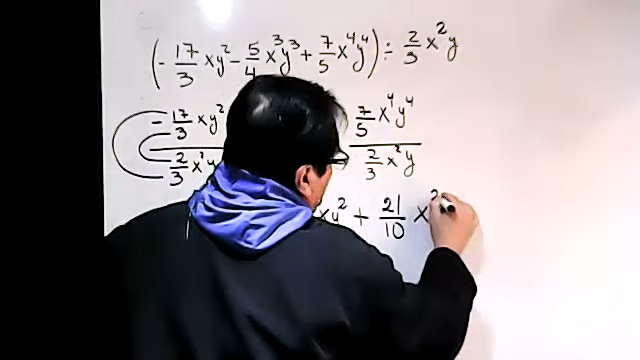 (- 17/3 xy² - 5/4 x³y³ + 7/5 x⁴y⁴) ÷ 2/3 x²y
- 17/3 xy² 7/5 x⁴y⁴
2/3 x²y 2/3 x²y
xy² + 21/10 x²